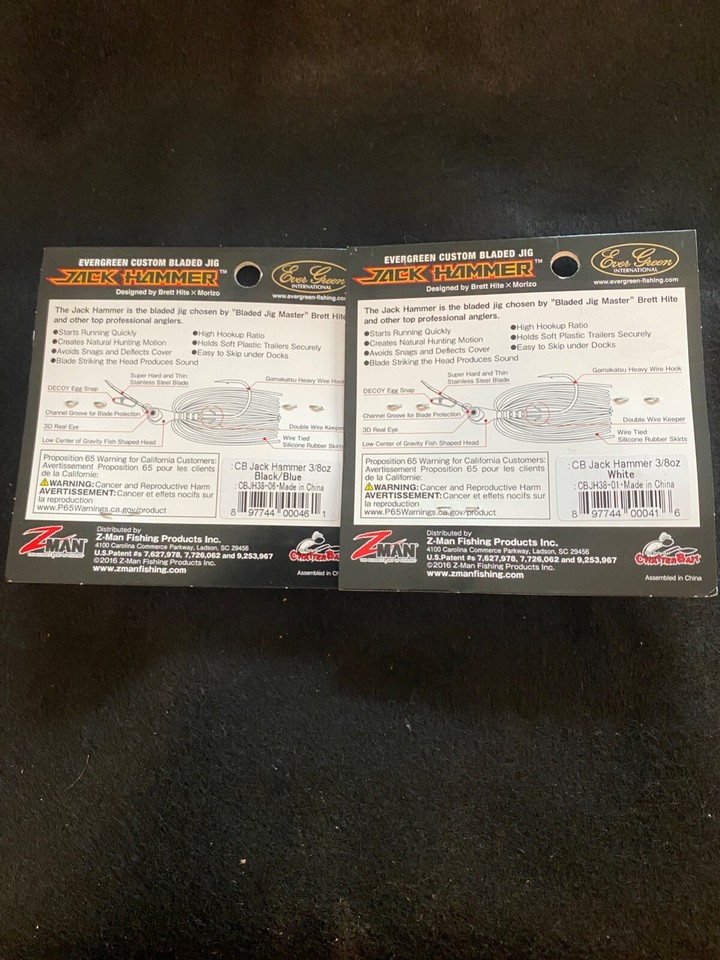 EVERGREEN CUSTOM BLADED JIG
JACK HAMMER™
Designed by Brett Hite × Morizo
Ever Green
INTERNATIONAL
www.evergreen-fishing.co
The Jack Hammer is the bladed jig chosen by "Bladed Jig Master" Brett Hite
and other top professional anglers.
●Starts Running Quickly
●Creates Natural Hunting Motion
●Avoids Snags and Deflects Cover
●Blade Striking the Head Produces Sound
●High Hookup Ratio
●Holds Soft Plastic Trailers Securely
●Easy to Skip under Docks
Super Hard and Thin
Stainless Steel Blade
Gamakatsu Heavy Wire Hook
DECOY Egg Snap
Channel Groove for Blade Protection
3D Real Eye
Low Center of Gravity Fish Shaped Head
Double Wire Keeper
Wire Tied
Silicone Rubber Skirts
Proposition 65 Warning for California Customers:
Avertissement Proposition 65 pour les clients
de la Californie:
⚠WARNING: Cancer and Reproductive Harm
AVERTISSEMENT: Cancer et effets nocifs sur
la reproduction
www.P65Warnings.ca.gov/product
:CB Jack Hammer 3/8oz
Black/Blue
:CBJH38-06・Made in China
8 97744 00046 1
Z-MAN
Distributed by
Z-Man Fishing Products Inc.
4100 Carolina Commerce Parkway, Ladson, SC 29456
U.S.Patent #s 7,627,978, 7,726,062 and 9,253,967
©2016 Z-Man Fishing Products Inc.
www.zmanfishing.com
ChatterBait
Assembled in Ch
EVERGREEN CUSTOM BLADED JIG
JACK HAMMER™
Designed by Brett Hite × Morizo
Ever Green
INTERNATIONAL
www.evergreen-fishing.com
The Jack Hammer is the bladed jig chosen by "Bladed Jig Master" Brett Hite
and other top professional anglers.
●Starts Running Quickly
●Creates Natural Hunting Motion
●Avoids Snags and Deflects Cover
●Blade Striking the Head Produces Sound
●High Hookup Ratio
●Holds Soft Plastic Trailers Securely
●Easy to Skip under Docks
Super Hard and Thin
Stainless Steel Blade
Gamakatsu Heavy Wire Hook
DECOY Egg Snap
Channel Groove for Blade Protection
3D Real Eye
Low Center of Gravity Fish Shaped Head
Double Wire Keeper
Wire Tied
Silicone Rubber Skirts
Proposition 65 Warning for California Customers:
Avertissement Proposition 65 pour les clients
de la Californie:
⚠WARNING: Cancer and Reproductive Harm
AVERTISSEMENT: Cancer et effets nocifs sur
la reproduction
www.P65Warnings.ca.gov/product
:CB Jack Hammer 3/8oz
White
:CBJH38-01・Made in China
8 97744 00041 6
Z-MAN
Distributed by
Z-Man Fishing Products Inc.
4100 Carolina Commerce Parkway, Ladson, SC 29456
U.S.Patent #s 7,627,978, 7,726,062 and 9,253,967
©2016 Z-Man Fishing Products Inc.
www.zmanfishing.com
ChatterBait
Assembled in China